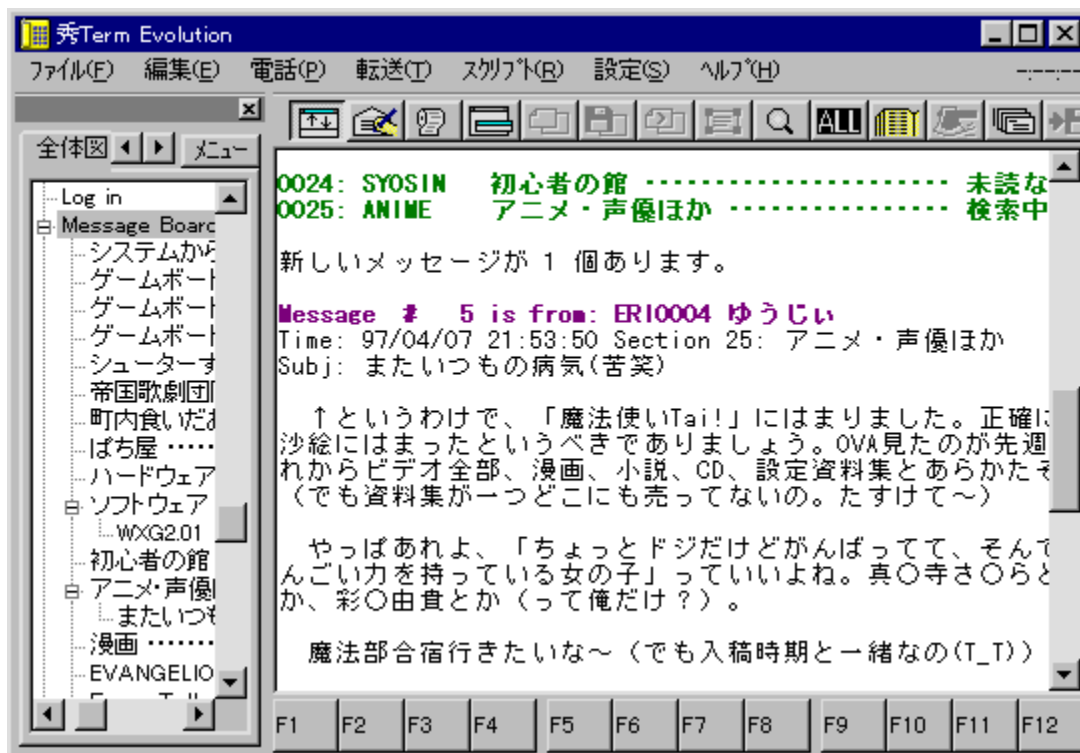 秀Term Evolution
ﾌｧｲﾙ(F) 編集(E) 電話(P) 転送(T) ｽｸﾘﾌﾟﾄ(R) 設定(S) ﾍﾙﾌﾟ(H) --:--:--
全体図 ﾒﾆｭｰ
ALL
Log in
Message Board
システムから
ゲームボード
ゲームボード
ゲームボード
シューターす
帝国歌劇団
町内食いだお
ぱち屋 ‥‥‥
ハードウェア
ソフトウェア
WXG2.01
初心者の館
アニメ・声優
またいつも
漫画 ‥‥‥‥
EVANGELIO
0024: SYOSIN 初心者の館 ‥‥‥‥‥‥‥‥‥‥‥ 未読な
0025: ANIME アニメ・声優ほか ‥‥‥‥‥‥‥‥ 検索中
新しいメッセージが 1 個あります。
Message # 5 is from: ERI0004 ゆうじぃ
Time: 97/04/07 21:53:50 Section 25: アニメ・声優ほか
Subj: またいつもの病気(苦笑)
↑というわけで、「魔法使いTai!」にはまりました。正確に
沙絵にはまったというべきでありましょう。OVA見たのが先週
れからビデオ全部、漫画、小説、CD、設定資料集とあらかたそ
（でも資料集が一つどこにも売ってないの。たすけて～）
やっぱあれよ、「ちょっとドジだけどがんばってて、そんで
んごい力を持っている女の子」っていいよね。真○寺さ○らと
か、彩○由貴とか（って俺だけ？）。
魔法部合宿行きたいな～（でも入稿時期と一緒なの(T_T)）
F1 F2 F3 F4 F5 F6 F7 F8 F9 F10 F11 F12